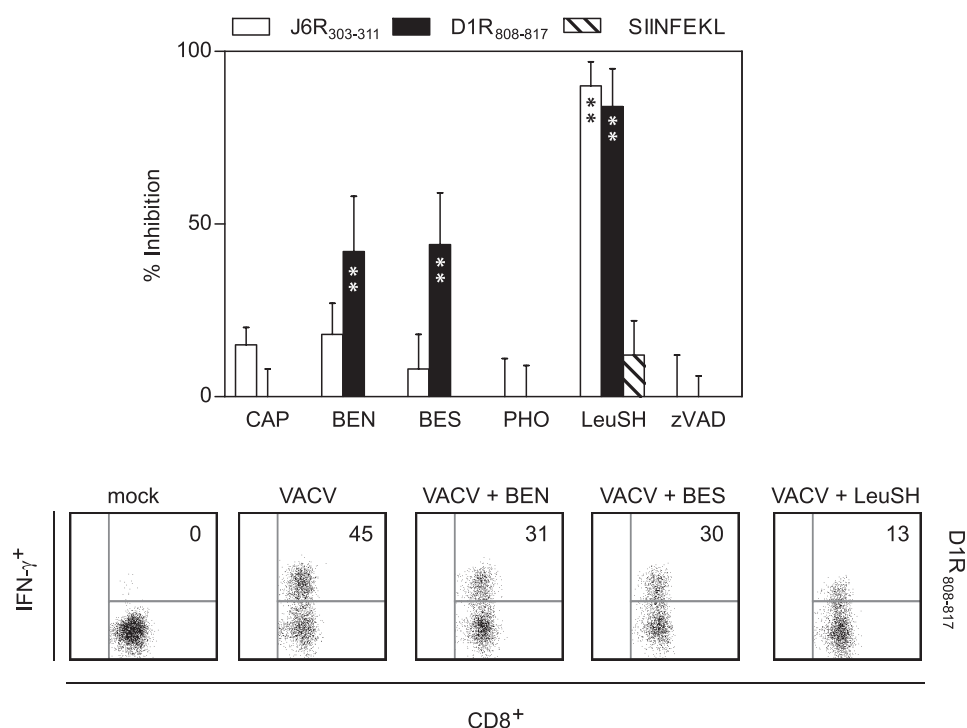 J6R303-311 D1R808-817 SIINFEKL
100
50
0
% Inhibition
** ** ** **
CAP BEN BES PHO LeuSH zVAD
mock VACV VACV + BEN VACV + BES VACV + LeuSH
0 45 31 30 13
IFN-γ+
D1R808-817
CD8+